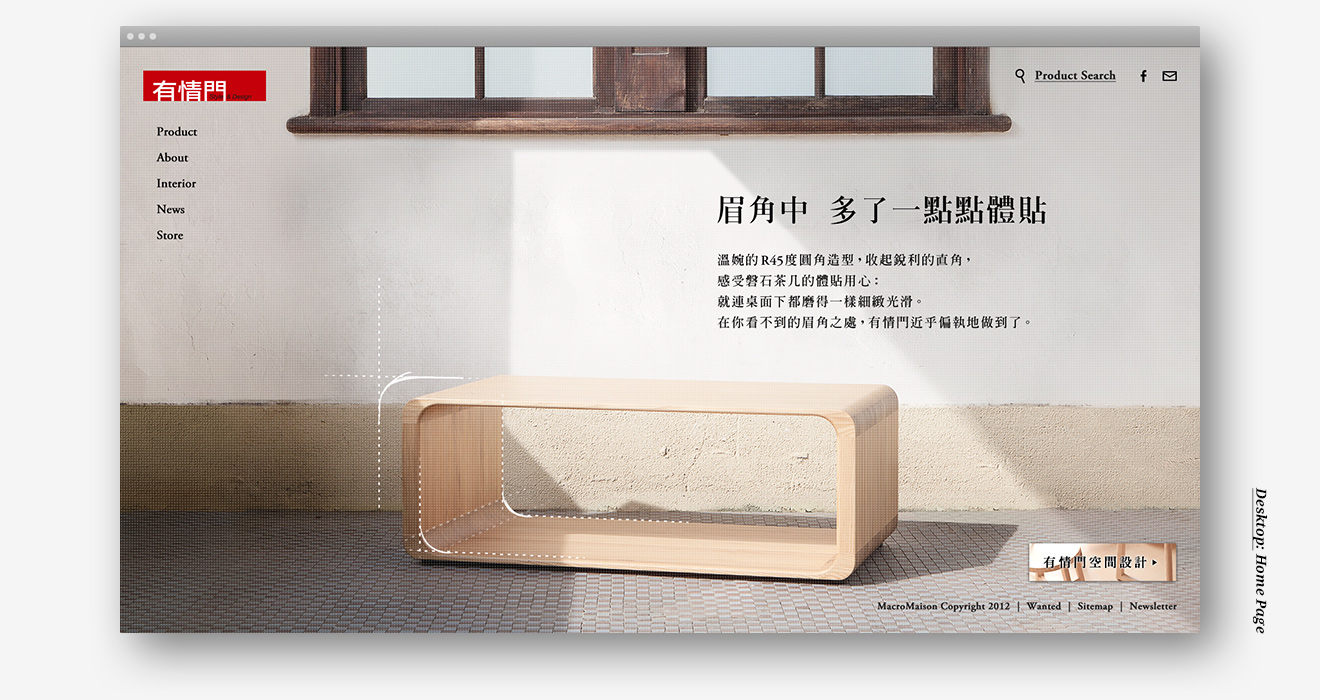 有情門
Product Search
Product
About
Interior
News
Store
眉角中 多了一點點體貼
溫婉的R45度圓角造型，收起銳利的直角，
感受磐石茶几的體貼用心：
就連桌面下都磨得一樣細緻光滑。
在你看不到的眉角之處，有情門近乎偏執地做到了。
有情門空間設計
MacroMaison Copyright 2012 | Wanted | Sitemap | Newsletter
Desktop: Home Page